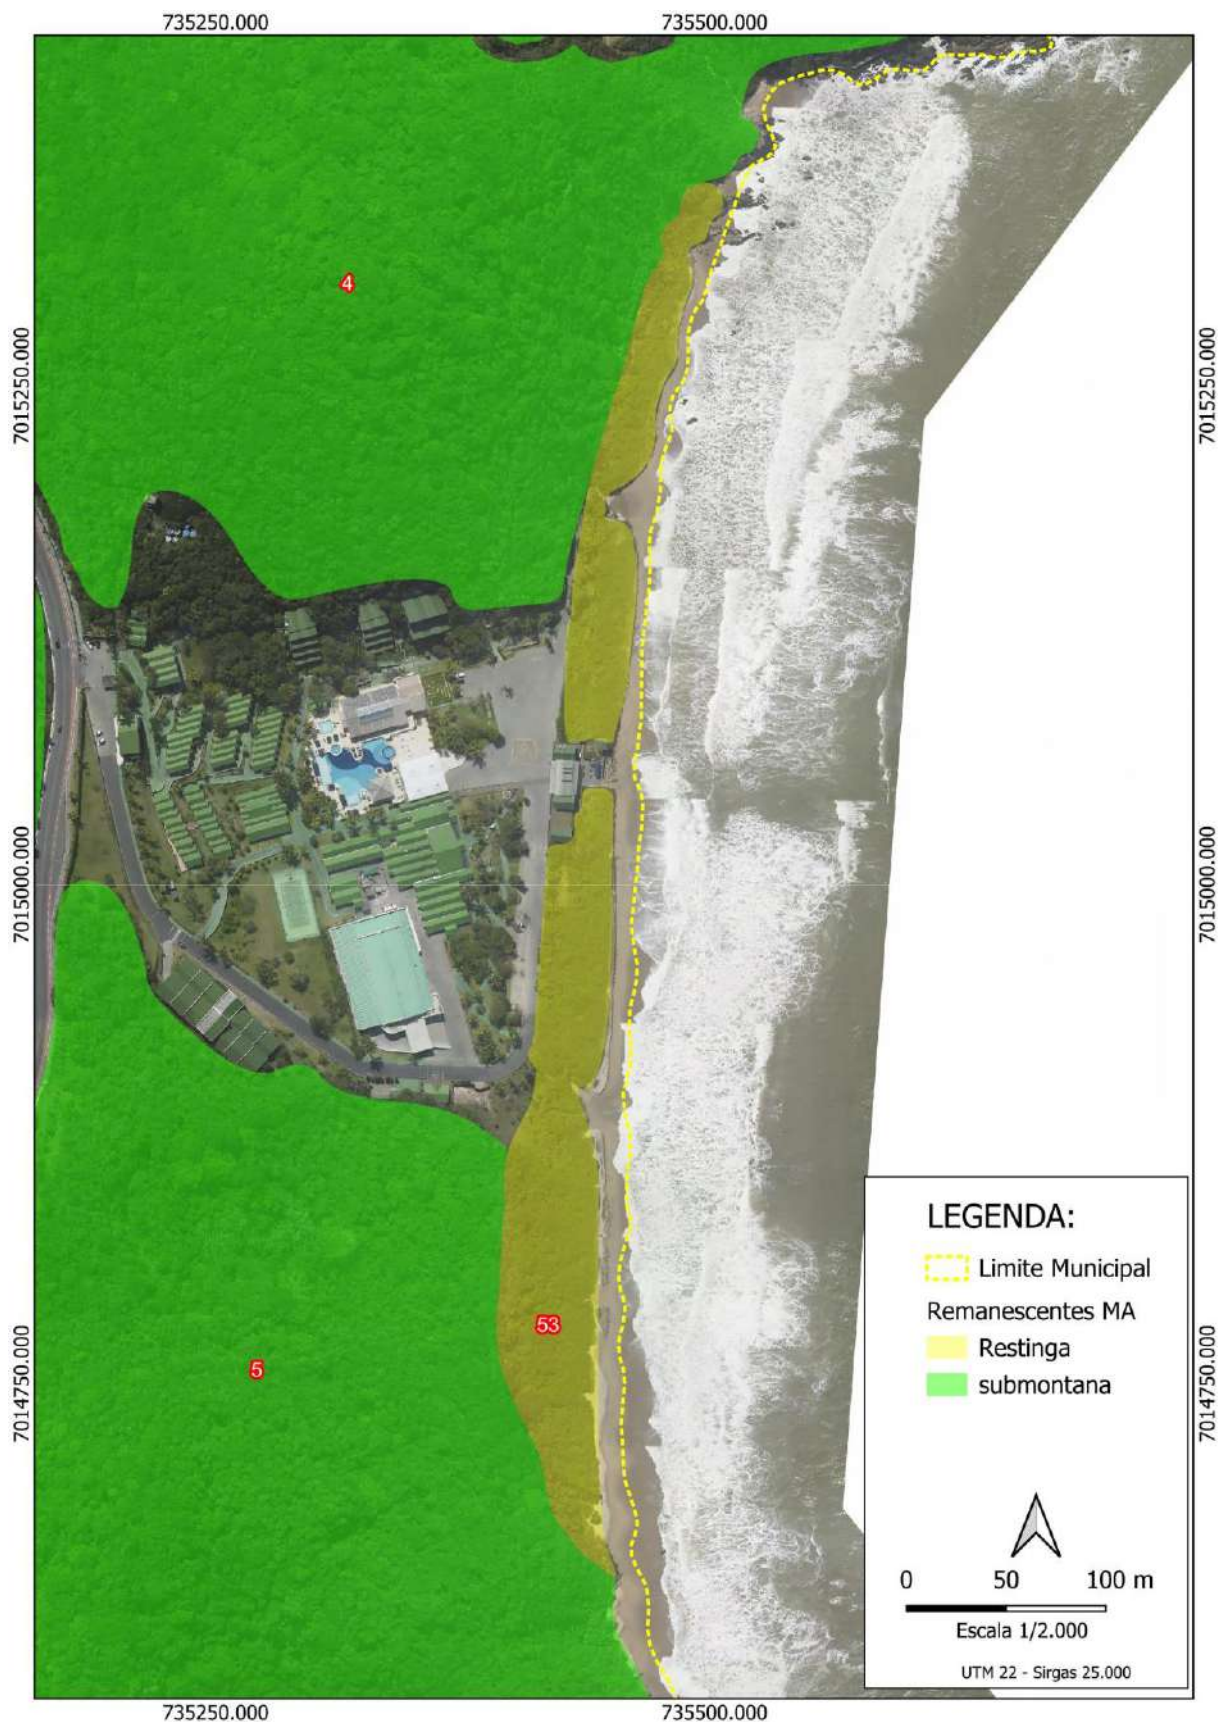 735250.000 735500.000
4
7015250.000 7015250.000
7015000.000 7015000.000
53
5
7014750.000 7014750.000
LEGENDA:
Limite Municipal
Remanescentes MA
Restinga
submontana
0 50 100 m
Escala 1/2.000
UTM 22 - Sirgas 25.000
735250.000 735500.000